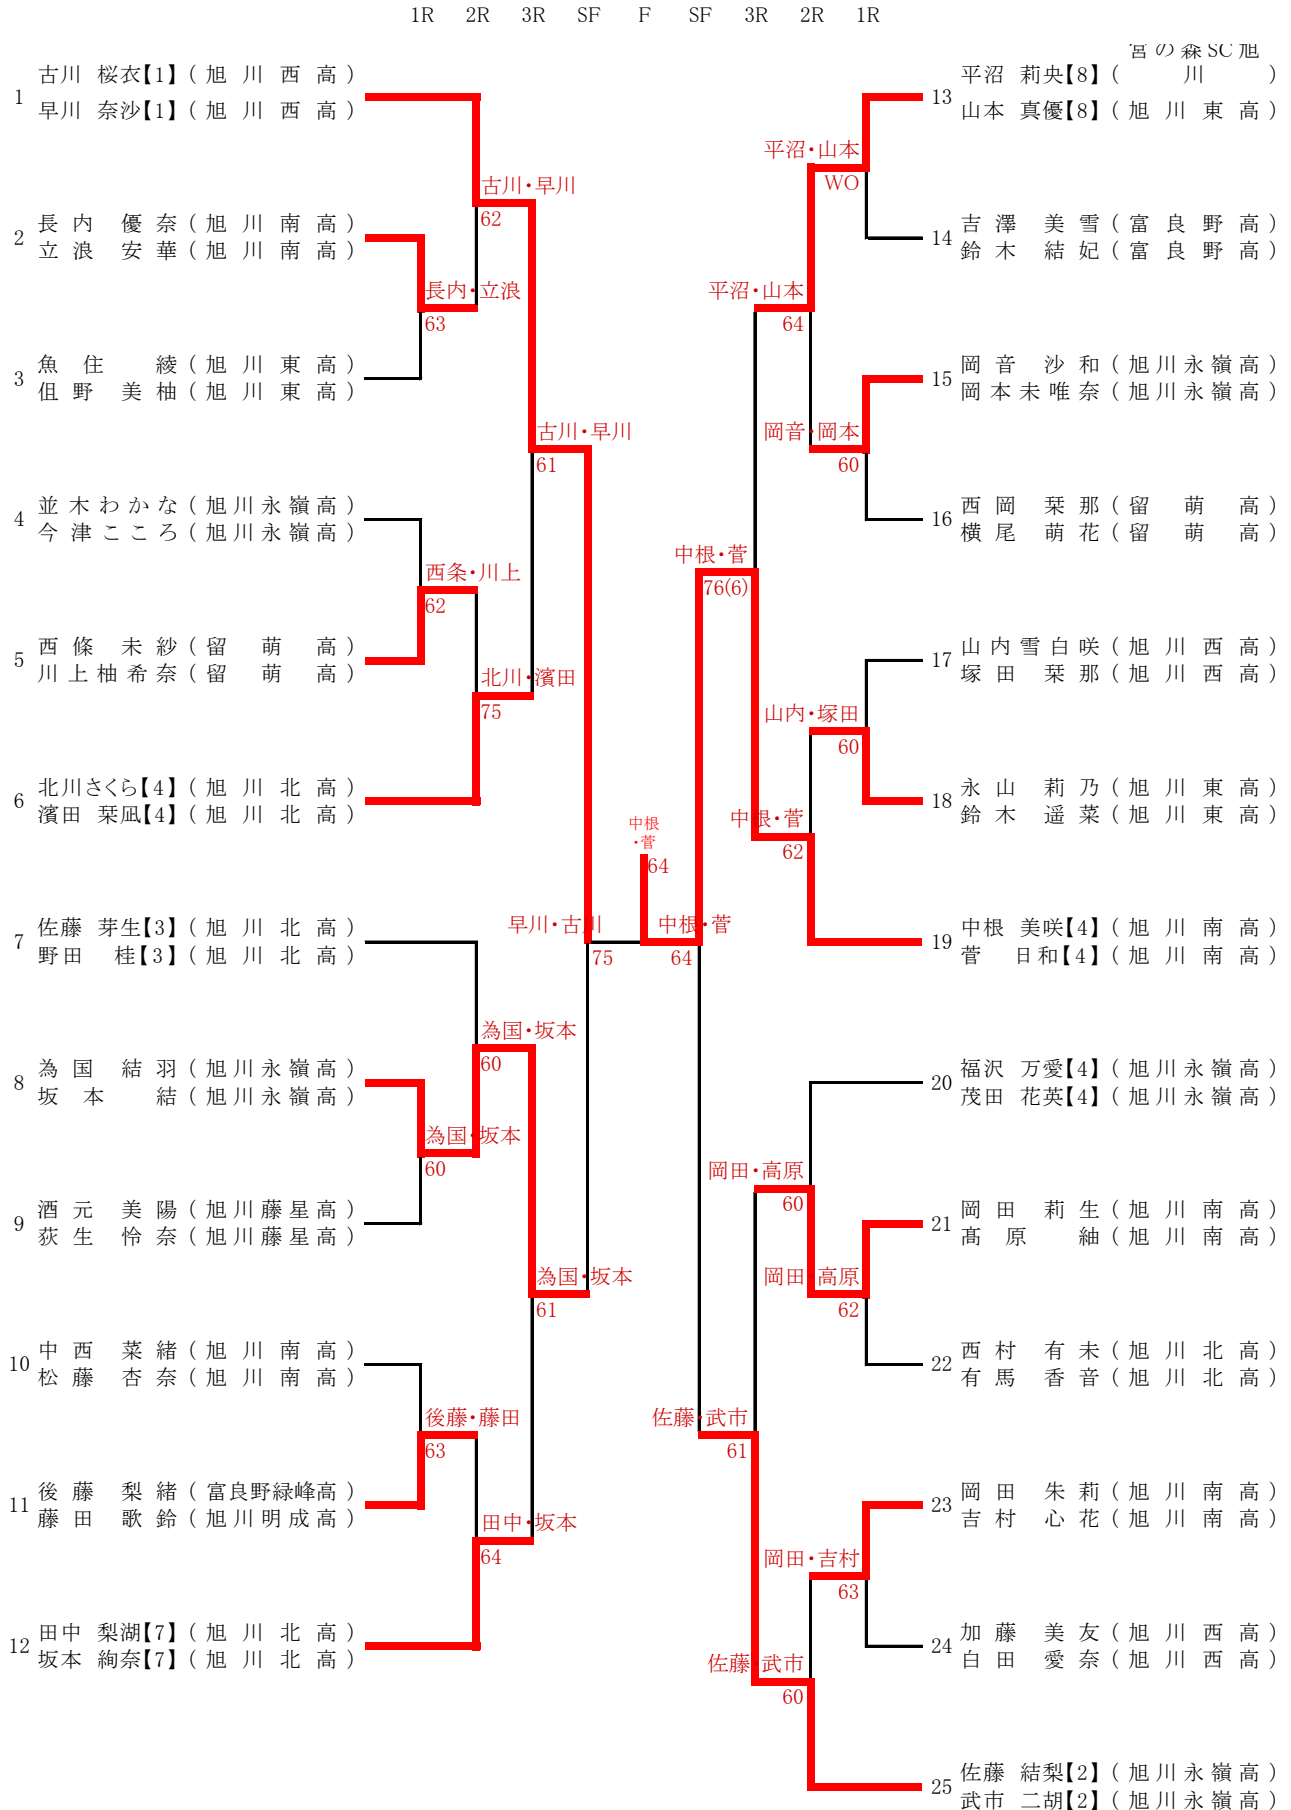 1R 2R 3R SF F SF 3R 2R 1R
1
古川 桜衣【1】(旭川西高)
早川 奈沙【1】(旭川西高)
2
長内 優奈(旭川南高)
立浪 安華(旭川南高)
3
魚住 綾(旭川東高)
伹野 美柚(旭川東高)
4
並木わかな(旭川永嶺高)
今津こころ(旭川永嶺高)
5
西條 未紗(留萌高)
川上柚希奈(留萌高)
6
北川さくら【4】(旭川北高)
濱田 栞凪【4】(旭川北高)
7
佐藤 芽生【3】(旭川北高)
野田 桂【3】(旭川北高)
8
為国 結羽(旭川永嶺高)
坂本 結(旭川永嶺高)
9
酒元 美陽(旭川藤星高)
荻生 怜奈(旭川藤星高)
10
中西 菜緒(旭川南高)
松藤 杏奈(旭川南高)
11
後藤 梨緒(富良野緑峰高)
藤田 歌鈴(旭川明成高)
12
田中 梨湖【7】(旭川北高)
坂本 絢奈【7】(旭川北高)
古川・早川
62
長内・立浪
63
古川・早川
61
西条・川上
62
北川・濱田
75
早川・古川
75
為国・坂本
60
為国・坂本
60
為国・坂本
61
後藤・藤田
63
田中・坂本
64
中根
・菅
64
中根・菅
64
平沼・山本
WO
平沼・山本
64
岡音・岡本
60
中根・菅
76(6)
山内・塚田
60
中根・菅
62
岡田・高原
60
岡田・高原
62
佐藤・武市
61
岡田・吉村
63
佐藤・武市
60
13
宮の森SC旭
平沼 莉央【8】(川)
山本 真優【8】(旭川東高)
14
吉澤 美雪(富良野高)
鈴木 結妃(富良野高)
15
岡音 沙和(旭川永嶺高)
岡本未唯奈(旭川永嶺高)
16
西岡 栞那(留萌高)
横尾 萌花(留萌高)
17
山内雪白咲(旭川西高)
塚田 栞那(旭川西高)
18
永山 莉乃(旭川東高)
鈴木 遥菜(旭川東高)
19
中根 美咲【4】(旭川南高)
菅 日和【4】(旭川南高)
20
福沢 万愛【4】(旭川永嶺高)
茂田 花英【4】(旭川永嶺高)
21
岡田 莉生(旭川南高)
髙原 紬(旭川南高)
22
西村 有未(旭川北高)
有馬 香音(旭川北高)
23
岡田 朱莉(旭川南高)
吉村 心花(旭川南高)
24
加藤 美友(旭川西高)
白田 愛奈(旭川西高)
25
佐藤 結梨【2】(旭川永嶺高)
武市 二胡【2】(旭川永嶺高)